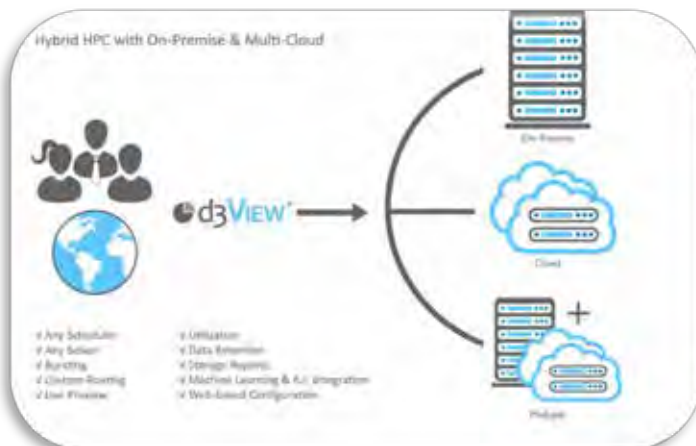 Hybrid HPC with On-Premise & Multi-Cloud
d3VIEW
On-Premise
Cloud
√ Any Scheduler
√ Any Solver
√ Bursting
√ Custom Routing
√ Live Preview
√ Utilization
√ Data Retention
√ Storage Reports
√ Machine Learning & A.I. Integration
√ Web-based Configuration